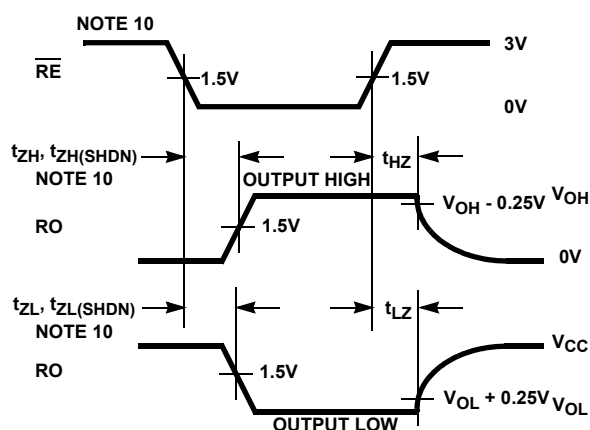 NOTE 10
RE
3V
1.5V
1.5V
0V
tZH, tZH(SHDN)
NOTE 10
tHZ
OUTPUT HIGH
VOH - 0.25V VOH
RO
1.5V
0V
tZL, tZL(SHDN)
NOTE 10
tLZ
RO
VCC
1.5V
VOL + 0.25V VOL
OUTPUT LOW